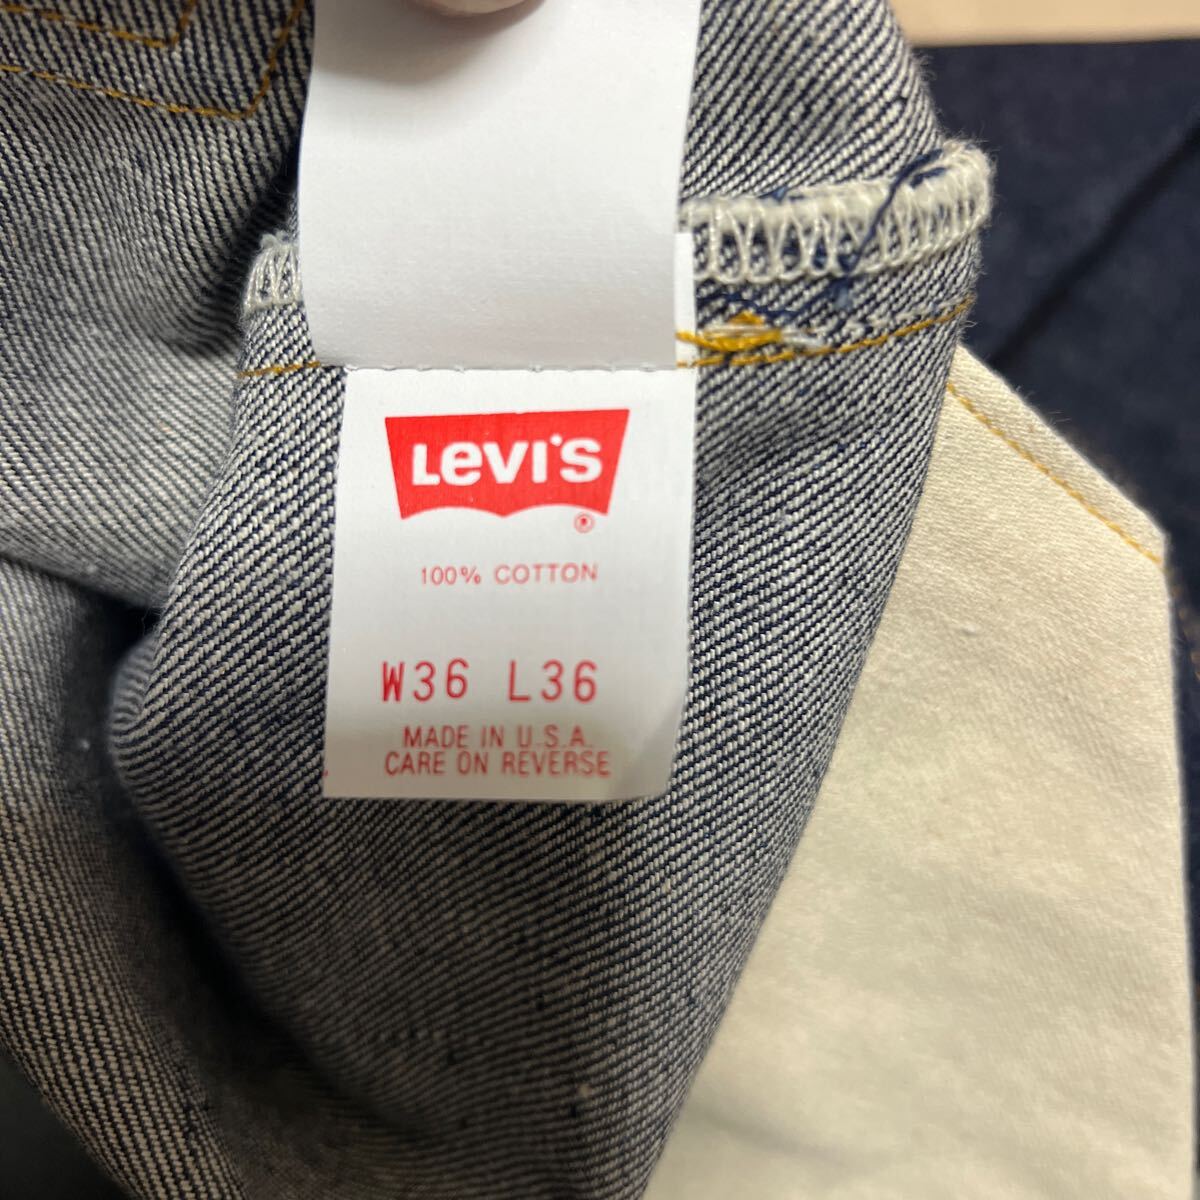 Levi's
®
100% COTTON
W36 L36
MADE IN U.S.A.
CARE ON REVERSE